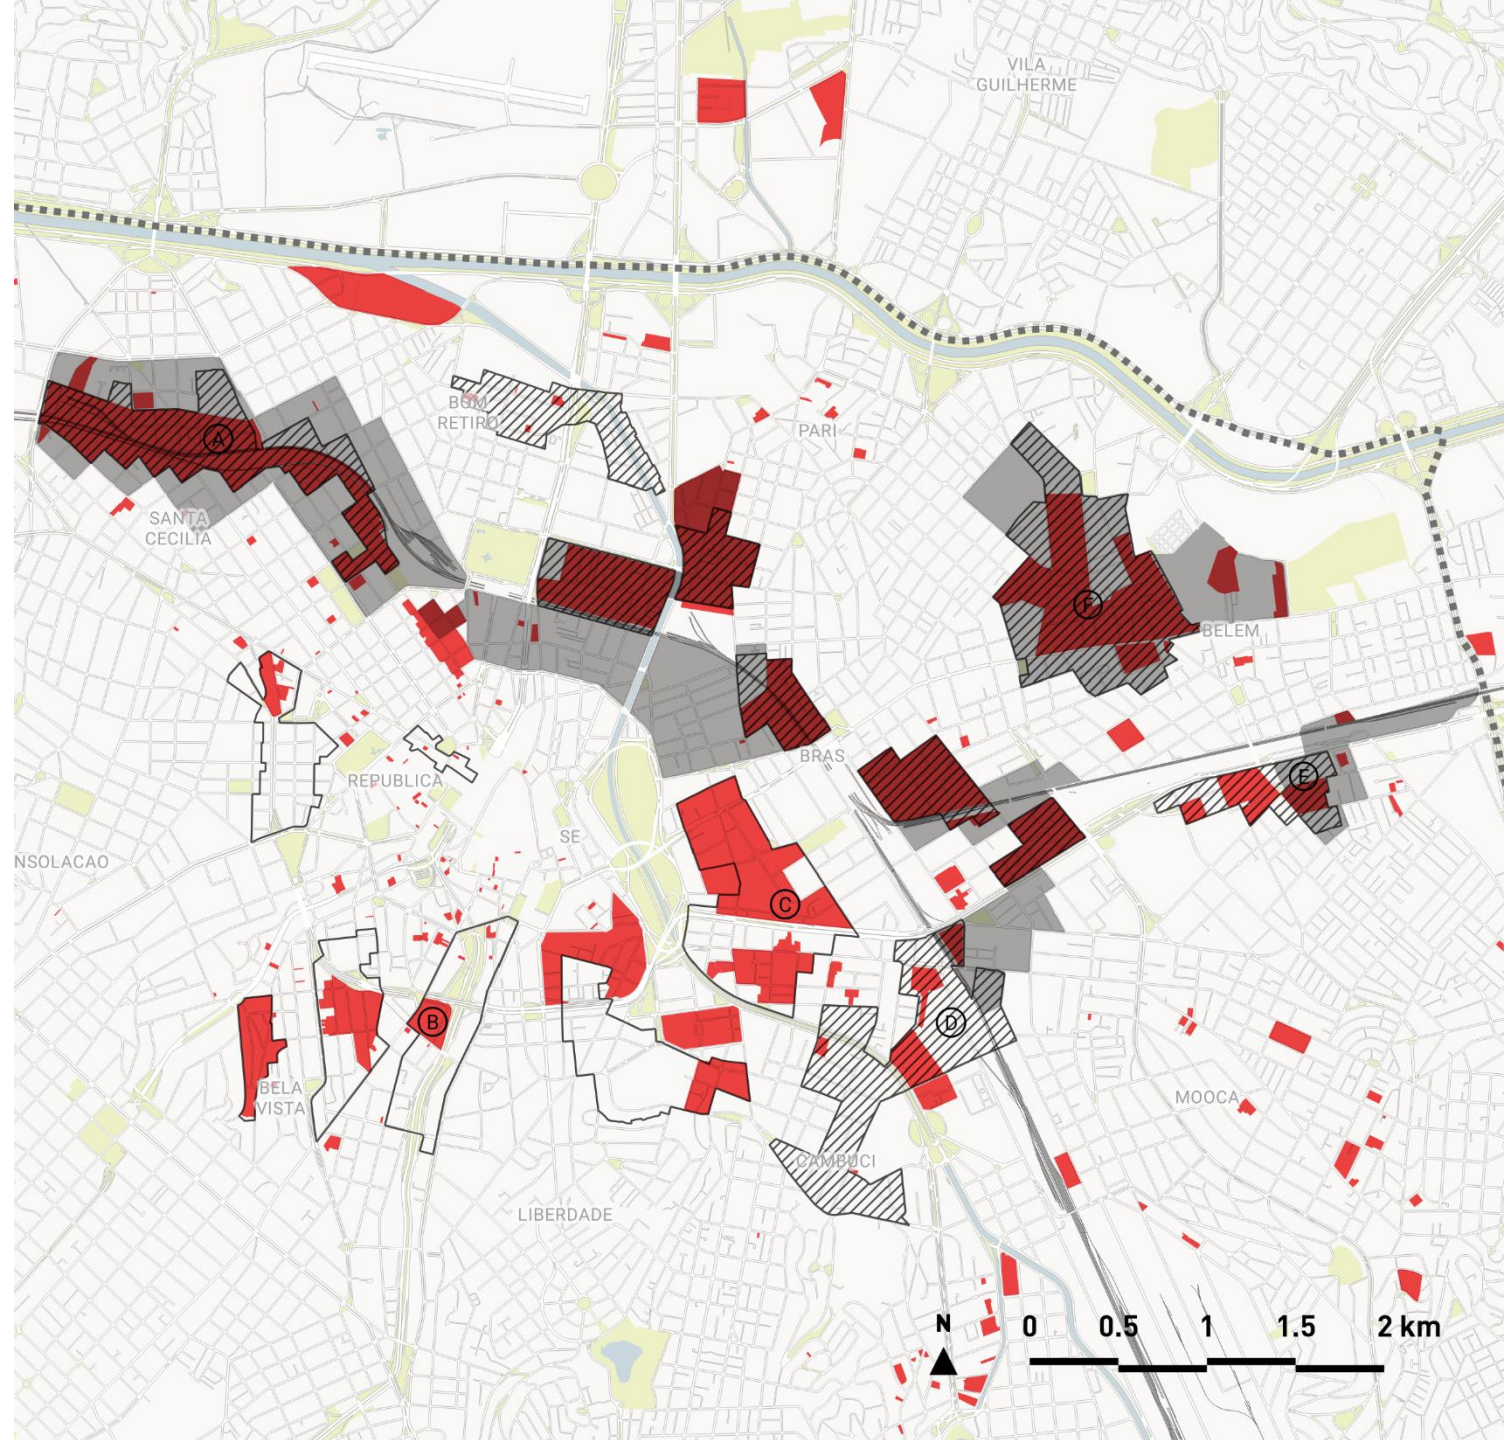 VILA
GUILHERME
BOM
RETIRO
PARI
A
SANTA
CECILIA
F
BELEM
BRAS
REPUBLICA
E
SE
NSOLACAO
C
B
D
BELA
VISTA
MOOCA
CAMBUCI
LIBERDADE
N
0 0.5 1 1.5 2 km